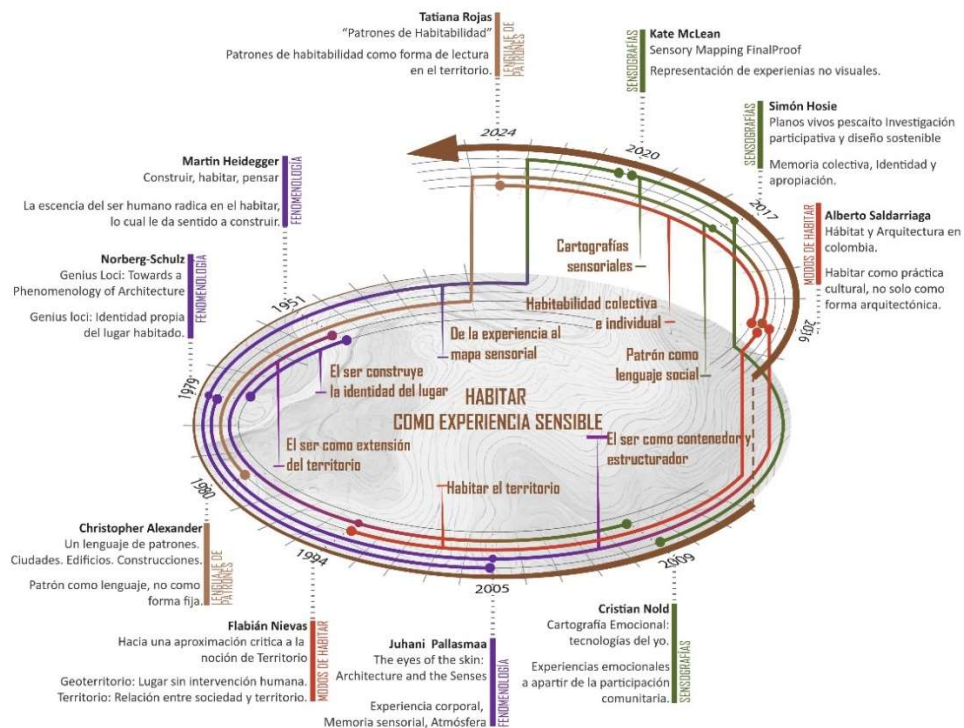 Tatiana Rojas
“Patrones de Habitabilidad”
Patrones de habitabilidad como forma de lectura
en el territorio.
LENGUAJE DE
PATRONES
Kate McLean
Sensory Mapping FinalProof
Representación de experienias no visuales.
SENSOGRAFÍAS
Simón Hosie
Planos vivos pescaíto Investigación
participativa y diseño sostenible
Memoria colectiva, Identidad y
apropiación.
SENSOGRAFÍAS
Alberto Saldarriaga
Hábitat y Arquitectura en
colombia.
Habitar como práctica
cultural, no solo como
forma arquitectónica.
MODOS DE HABITAR
Martin Heidegger
Construir, habitar, pensar
La escencia del ser humano radica en el habitar,
lo cual le da sentido a construir.
FENOMENOLOGÍA
Norberg-Schulz
Genius Loci: Towards a
Phenomenology of Architecture
Genius loci: Identidad propia
del lugar habitado.
FENOMENOLOGÍA
2024
2020
2017
2016
1951
1979
1980
1994
2005
2009
Cartografías
sensoriales
Habitabilidad colectiva
e individual
Patrón como
lenguaje social
De la experiencia al
mapa sensorial
El ser construye
la identidad del lugar
HABITAR
COMO EXPERIENCIA SENSIBLE
El ser como extensión
del territorio
El ser como contenedor y
estructurador
Habitar el territorio
Christopher Alexander
Un lenguaje de patrones.
Ciudades. Edificios. Construcciones.
Patrón como lenguaje, no como
forma fija.
LENGUAJE DE
PATRONES
Flabián Nievas
Hacia una aproximación critica a la
noción de Territorio
Geoterritorio: Lugar sin intervención humana.
Territorio: Relación entre sociedad y territorio.
MODOS DE HABITAR
Juhani Pallasmaa
The eyes of the skin:
Architecture and the Senses
Experiencia corporal,
Memoria sensorial, Atmósfera
FENOMENOLOGÍA
Cristian Nold
Cartografía Emocional:
tecnologías del yo.
Experiencias emocionales
a apartir de la participación
comunitaria.
SENSOGRAFÍAS